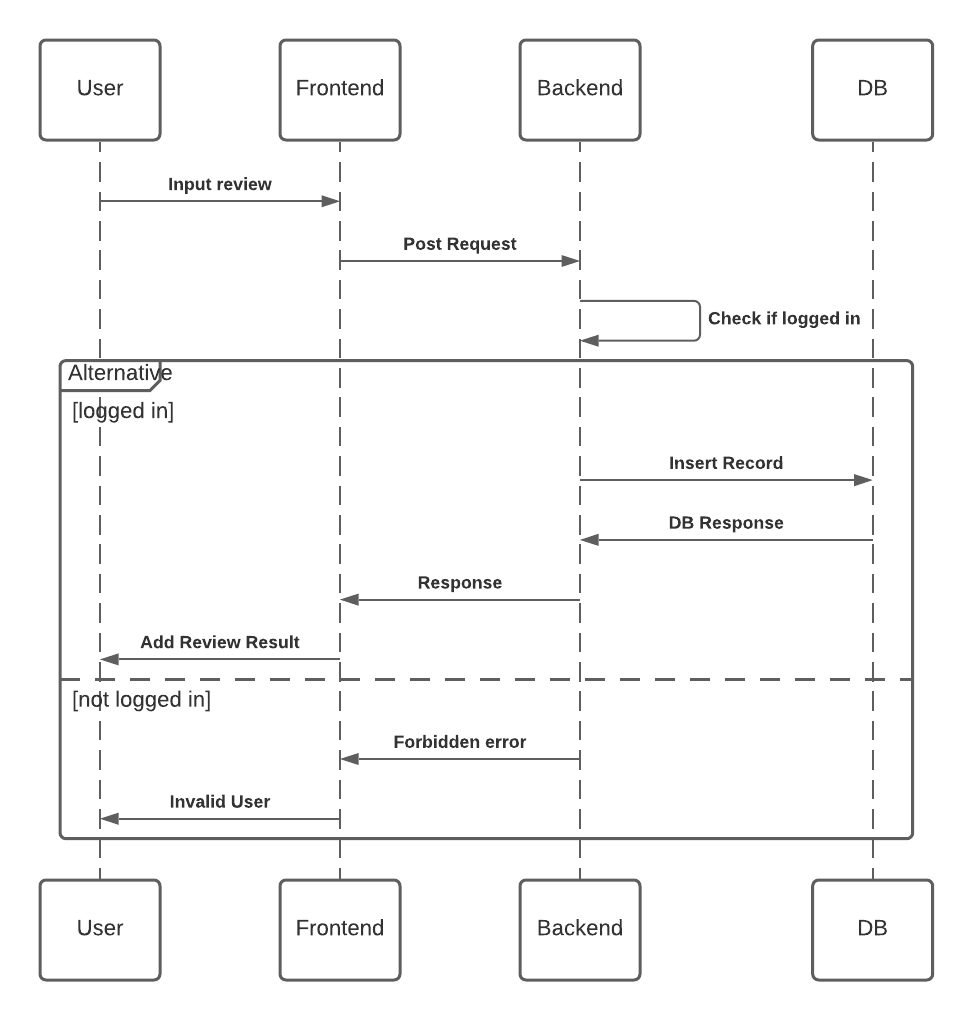 User
Frontend
Backend
DB
Input review
Post Request
Check if logged in
Alternative
[logged in]
Insert Record
DB Response
Response
Add Review Result
[not logged in]
Forbidden error
Invalid User
User
Frontend
Backend
DB